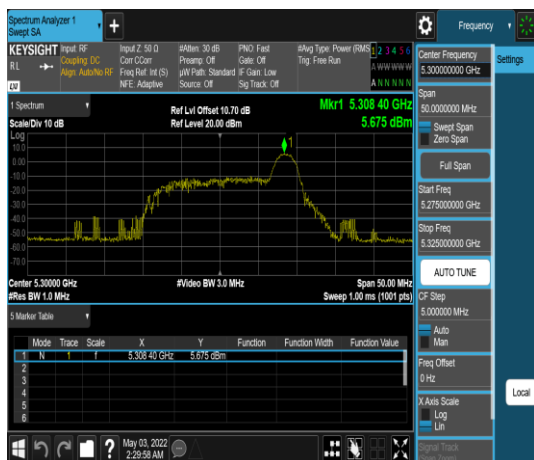 Spectrum Analyzer 1
Swept SA
Frequency
KEYSIGHT
Input: RF
Input Z: 50 Ω
#Atten: 30 dB
PNO: Fast
#Avg Type: Power (RMS
1 2 3 4 5 6
RL
Coupling: DC
Corr CCorr
Preamp: Off
Gate: Off
Trig: Free Run
A W W W W W
Align: Auto/No RF
Freq Ref: Int (S)
µW Path: Standard
IF Gain: Low
NFE: Adaptive
Source: Off
Sig Track: Off
A N N N N N
LXI
1 Spectrum
Scale/Div 10 dB
Ref Lvl Offset 10.70 dB
Ref Level 20.00 dBm
Mkr1 5.308 40 GHz
5.675 dBm
Log
10.0
0.00
-10.0
-20.0
-30.0
-40.0
-50.0
-60.0
-70.0
1
Center 5.30000 GHz
#Video BW 3.0 MHz
Span 50.00 MHz
#Res BW 1.0 MHz
Sweep 1.00 ms (1001 pts)
5 Marker Table
Mode Trace Scale X Y Function Function Width Function Value
1 N 1 f 5.308 40 GHz 5.675 dBm
2
3
4
5
6
May 03, 2022
2:29:58 AM
Center Frequency
5.300000000 GHz
Span
50.0000000 MHz
Swept Span
Zero Span
Full Span
Start Freq
5.275000000 GHz
Stop Freq
5.325000000 GHz
AUTO TUNE
CF Step
5.000000 MHz
Auto
Man
Freq Offset
0 Hz
X Axis Scale
Log
Lin
Signal Track
Settings
Local